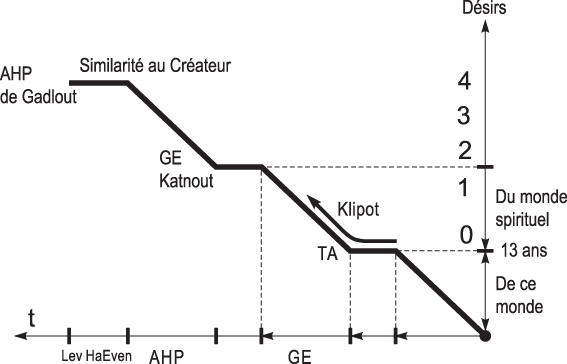 Désirs
AHP
de Gadlout
Similarité au Créateur
4
3
2
1
0
GE
Katnout
Klipot
TA
Du monde
spirituel
13 ans
De ce
monde
t
Lev HaEven
AHP
GE